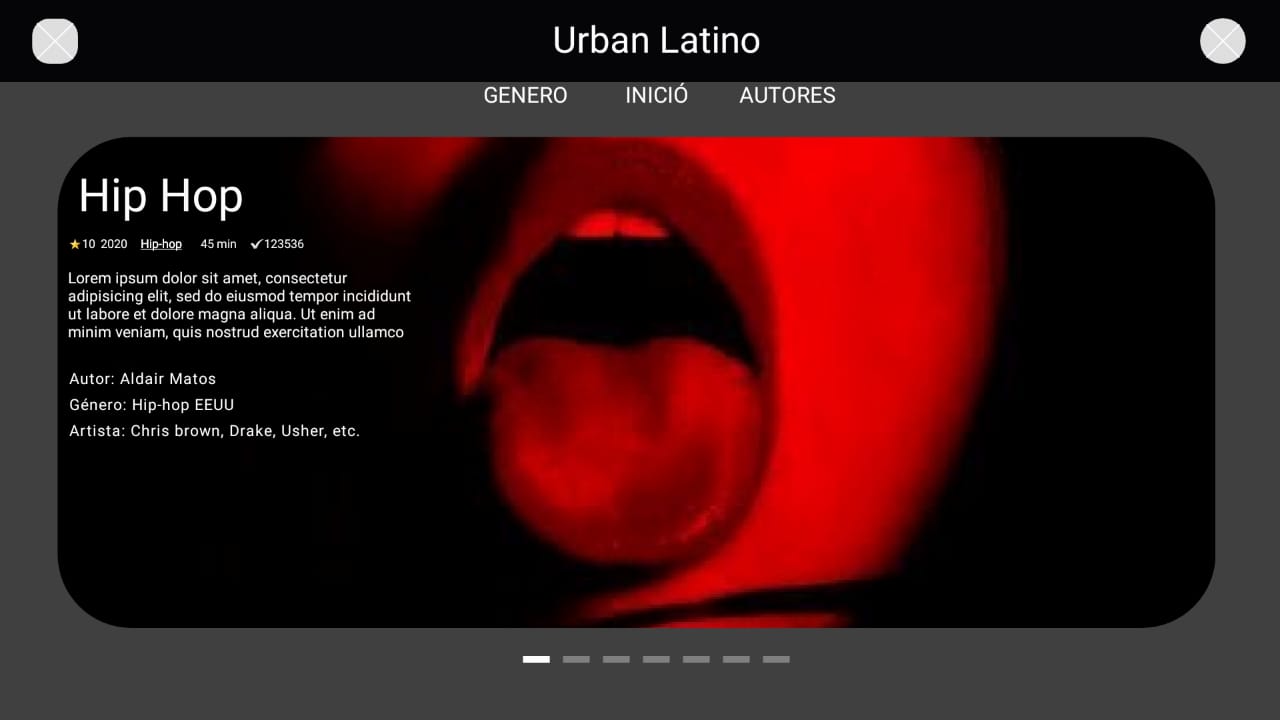 Urban Latino
GENERO INICIÓ AUTORES
Hip Hop
10 2020 Hip-hop 45 min 123536
Lorem ipsum dolor sit amet, consectetur
adipisicing elit, sed do eiusmod tempor incididunt
ut labore et dolore magna aliqua. Ut enim ad
minim veniam, quis nostrud exercitation ullamco
Autor: Aldair Matos
Género: Hip-hop EEUU
Artista: Chris brown, Drake, Usher, etc.